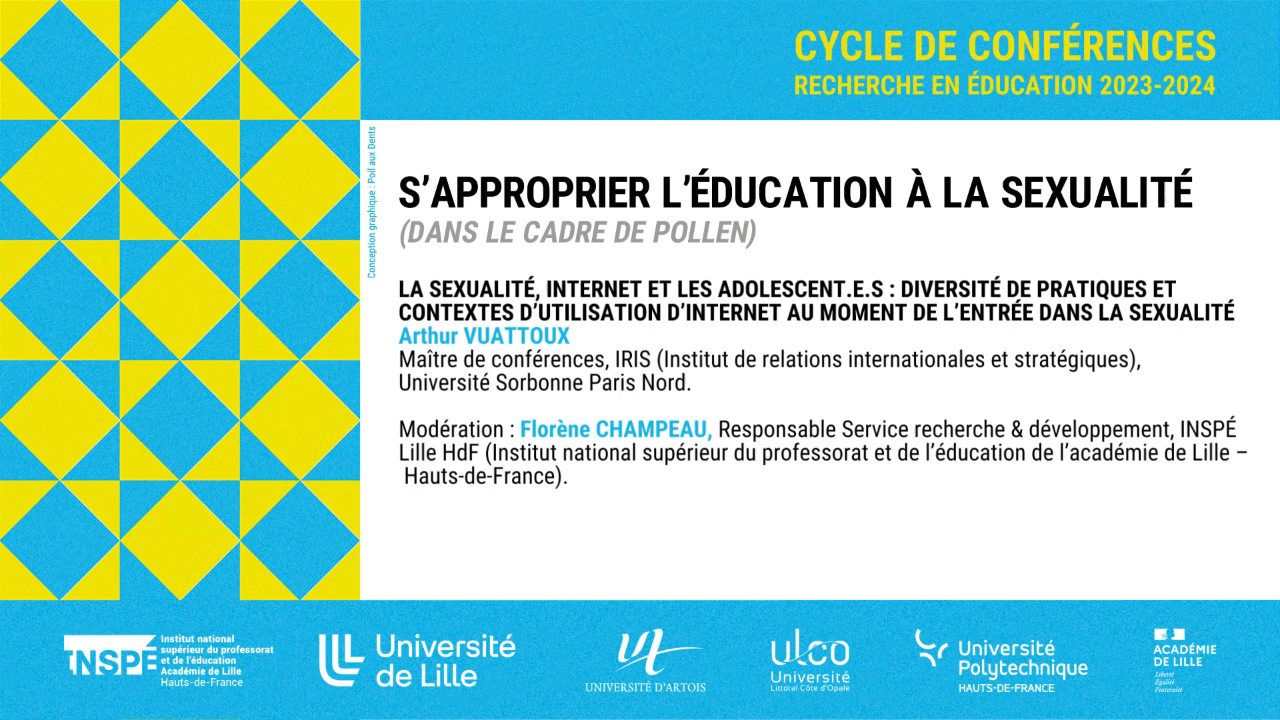 CYCLE DE CONFÉRENCES
RECHERCHE EN ÉDUCATION 2023-2024
Conception graphique : Poil aux Dents
S’APPROPRIER L’ÉDUCATION À LA SEXUALITÉ
(DANS LE CADRE DE POLLEN)
LA SEXUALITÉ, INTERNET ET LES ADOLESCENT.E.S : DIVERSITÉ DE PRATIQUES ET
CONTEXTES D’UTILISATION D’INTERNET AU MOMENT DE L’ENTRÉE DANS LA SEXUALITÉ
Arthur VUATTOUX
Maître de conférences, IRIS (Institut de relations internationales et stratégiques),
Université Sorbonne Paris Nord.
Modération : Florène CHAMPEAU, Responsable Service recherche & développement, INSPÉ
Lille HdF (Institut national supérieur du professorat et de l’éducation de l’académie de Lille –
Hauts-de-France).
INSPÉ
Institut national
supérieur du professorat
et de l’éducation
Académie de Lille
Hauts-de-France
Université
de Lille
UNIVERSITÉ D’ARTOIS
ulco
Université
Littoral Côte d’Opale
Université
Polytechnique
HAUTS-DE-FRANCE
ACADÉMIE
DE LILLE
Liberté
Égalité
Fraternité